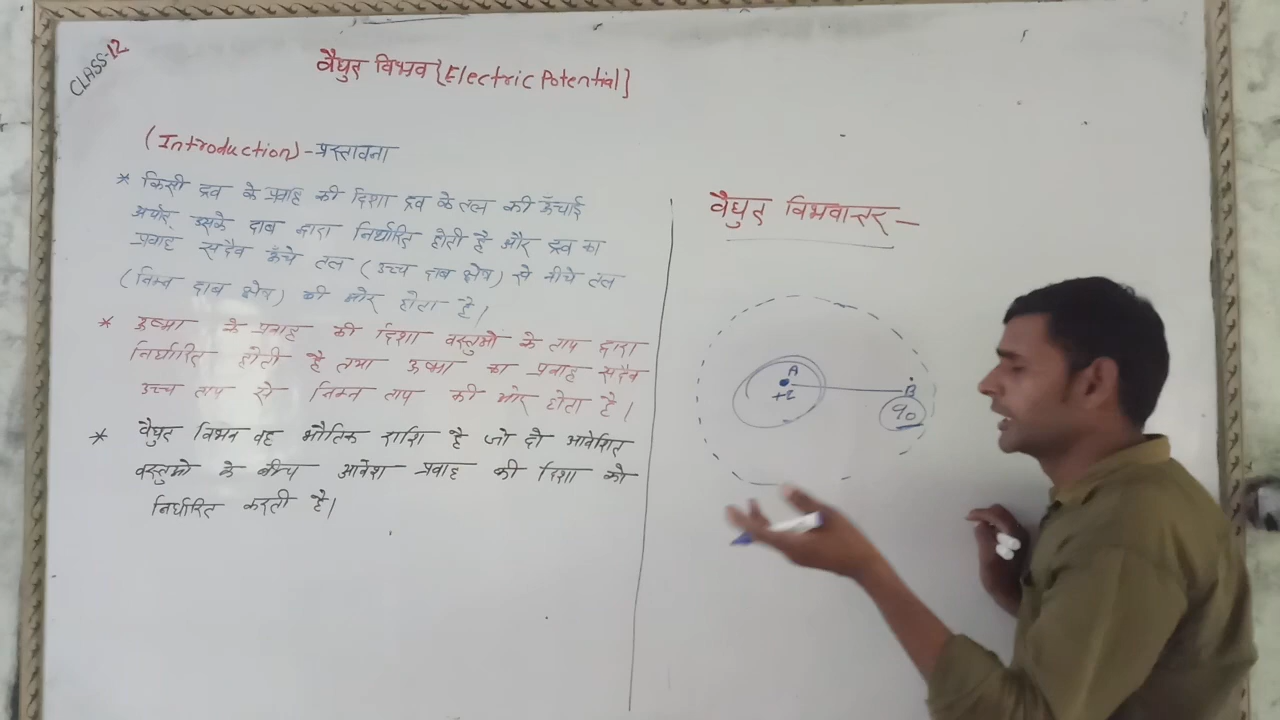 CLASS-12
वैद्युत विभव {Electric Potential}
(Introduction)-प्रस्तावना
* किसी द्रव के प्रवाह की दिशा द्रव के तल की ऊँचाई
अर्थात् उसके दाब द्वारा निर्धारित होती है और द्रव का
प्रवाह सदैव ऊँचे तल (उच्च दाब क्षेत्र) से नीचे तल
(निम्न दाब क्षेत्र) की ओर होता है।
* ऊष्मा के प्रवाह की दिशा वस्तुओं के ताप द्वारा
निर्धारित होती है तथा ऊष्मा का प्रवाह सदैव
उच्च ताप से निम्न ताप की ओर होता है।
* वैद्युत विभव वह भौतिक राशि है जो दो आवेशित
वस्तुओं के बीच आवेश प्रवाह की दिशा को
निर्धारित करती है।
वैद्युत विभवान्तर –
A
B
q0